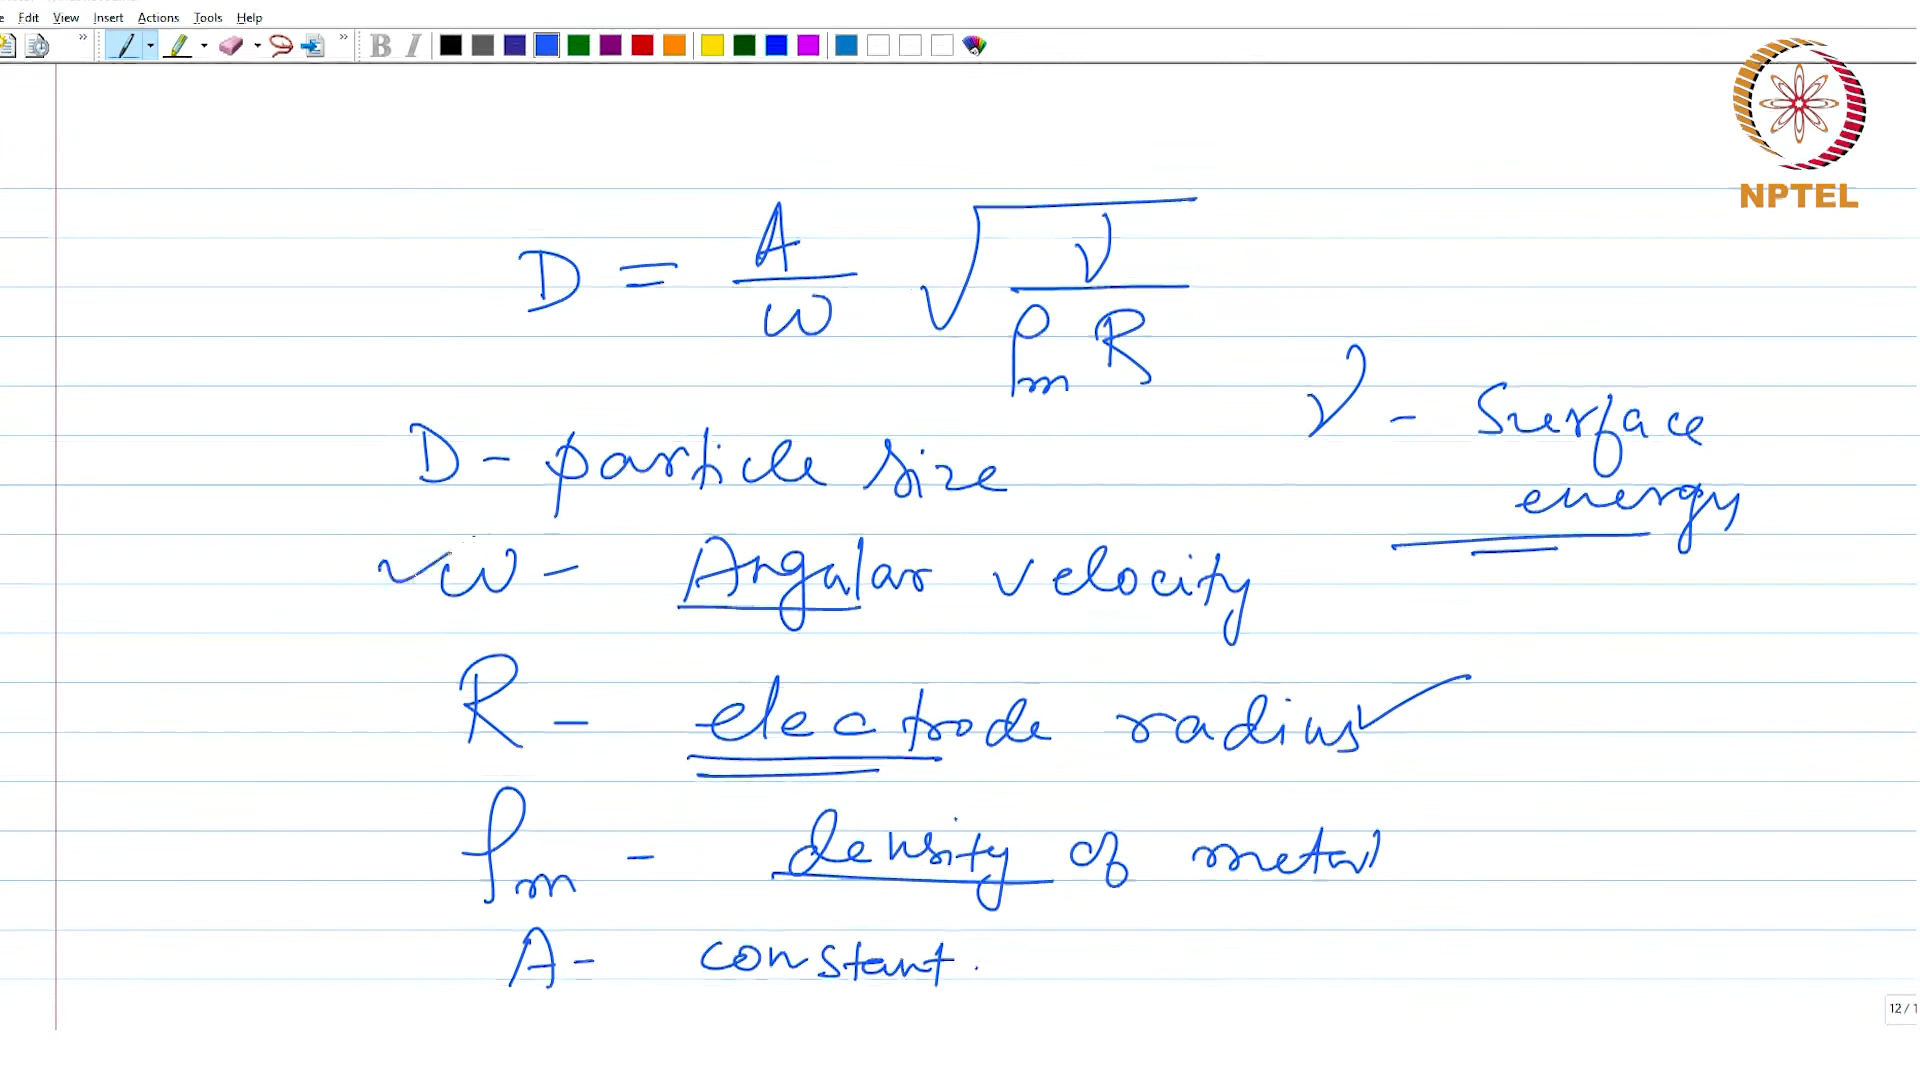 Edit View Insert Actions Tools Help
B I
NPTEL
D = A/ω √(ν/ρm R)
ν - Surface energy
D - particle size
✓ω - Angular velocity
R - electrode radius ✓
ρm - density of metal
A - constant.
12 / 1